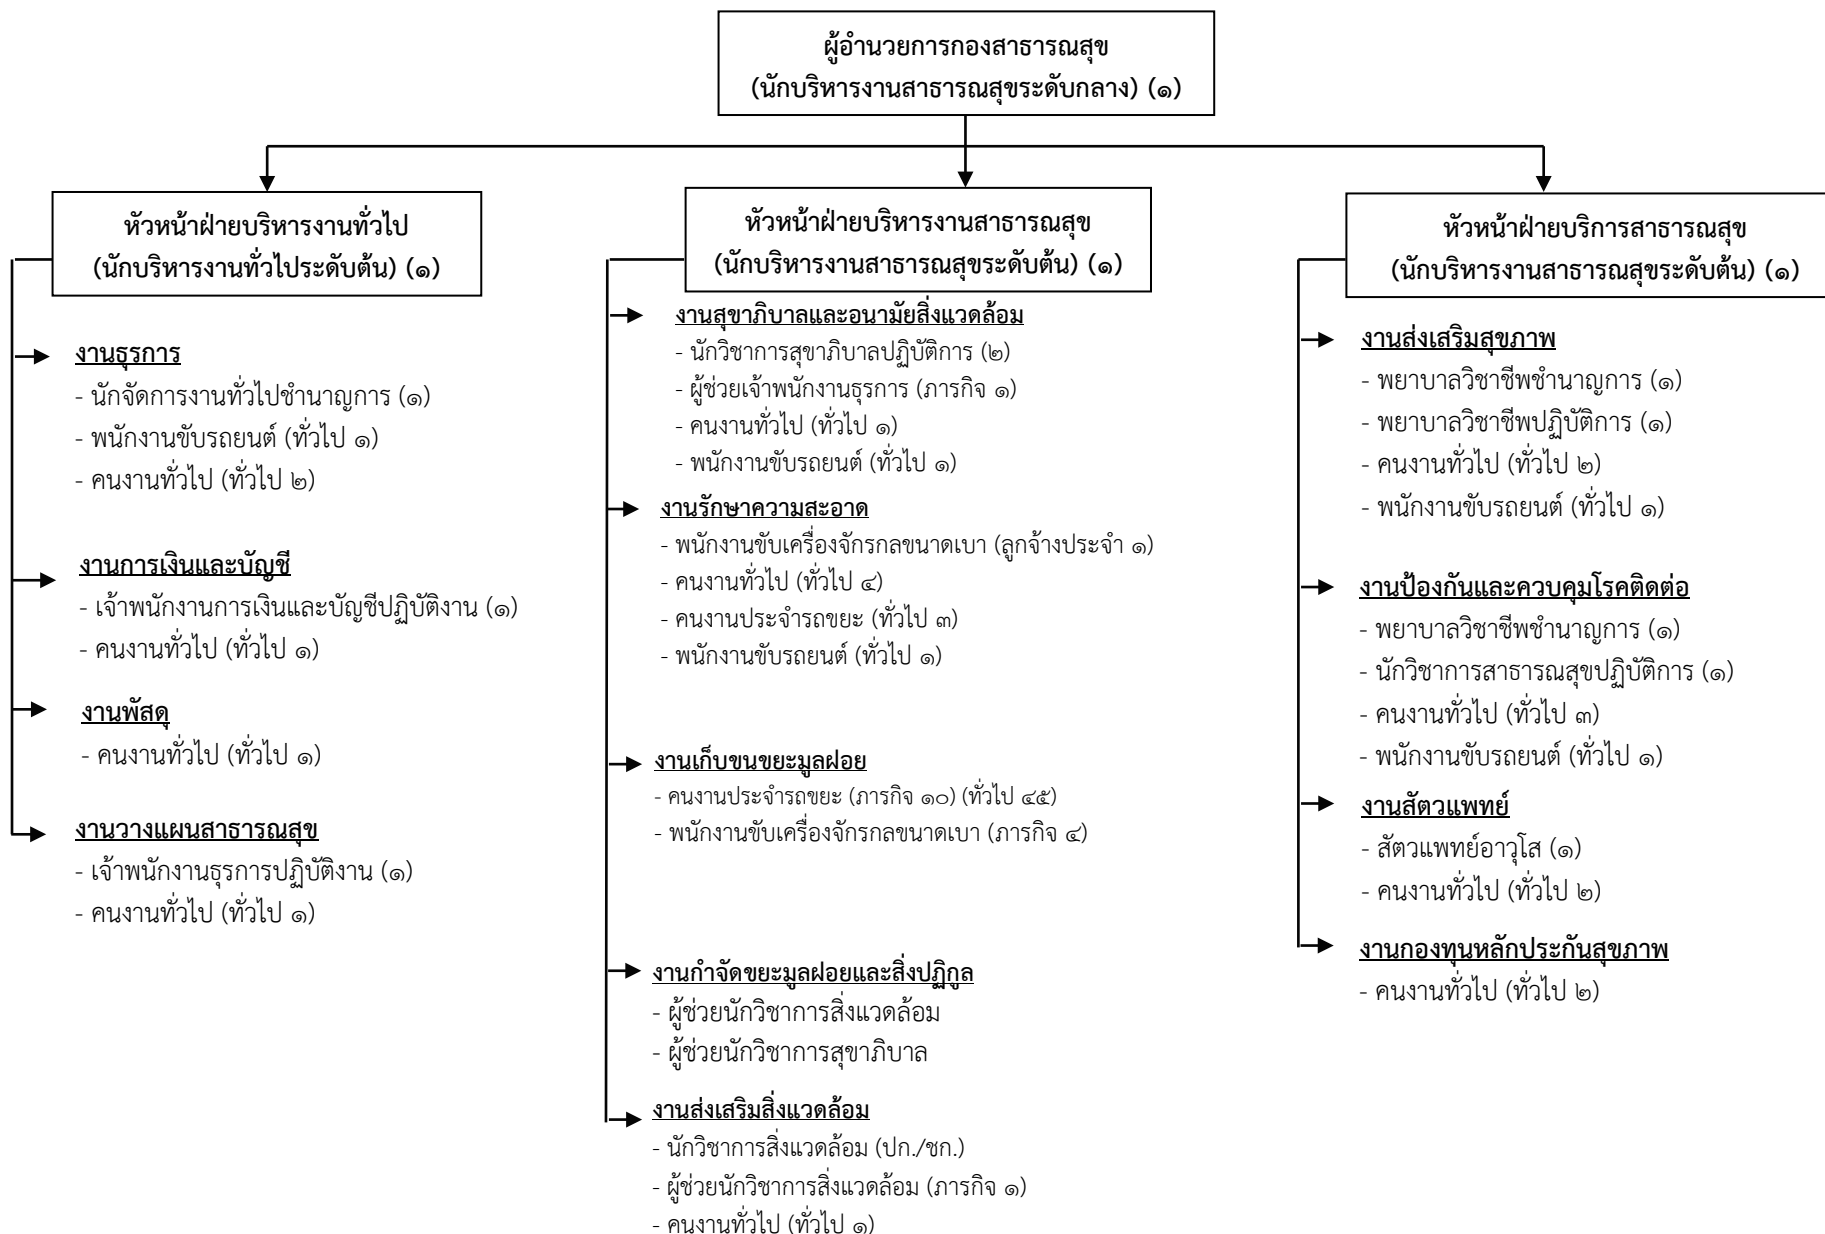 ผู้อำนวยการกองสาธารณสุข
(นักบริหารงานสาธารณสุขระดับกลาง) (๑)
หัวหน้าฝ่ายบริหารงานทั่วไป
(นักบริหารงานทั่วไประดับต้น) (๑)
งานธุรการ
- นักจัดการงานทั่วไปชำนาญการ (๑)
- พนักงานขับรถยนต์ (ทั่วไป ๑)
- คนงานทั่วไป (ทั่วไป ๒)
งานการเงินและบัญชี
- เจ้าพนักงานการเงินและบัญชีปฏิบัติงาน (๑)
- คนงานทั่วไป (ทั่วไป ๑)
งานพัสดุ
- คนงานทั่วไป (ทั่วไป ๑)
งานวางแผนสาธารณสุข
- เจ้าพนักงานธุรการปฏิบัติงาน (๑)
- คนงานทั่วไป (ทั่วไป ๑)
หัวหน้าฝ่ายบริหารงานสาธารณสุข
(นักบริหารงานสาธารณสุขระดับต้น) (๑)
งานสุขาภิบาลและอนามัยสิ่งแวดล้อม
- นักวิชาการสุขาภิบาลปฏิบัติการ (๒)
- ผู้ช่วยเจ้าพนักงานธุรการ (ภารกิจ ๑)
- คนงานทั่วไป (ทั่วไป ๑)
- พนักงานขับรถยนต์ (ทั่วไป ๑)
งานรักษาความสะอาด
- พนักงานขับเครื่องจักรกลขนาดเบา (ลูกจ้างประจำ ๑)
- คนงานทั่วไป (ทั่วไป ๔)
- คนงานประจำรถขยะ (ทั่วไป ๓)
- พนักงานขับรถยนต์ (ทั่วไป ๑)
งานเก็บขนขยะมูลฝอย
- คนงานประจำรถขยะ (ภารกิจ ๑๐) (ทั่วไป ๔๕)
- พนักงานขับเครื่องจักรกลขนาดเบา (ภารกิจ ๔)
งานกำจัดขยะมูลฝอยและสิ่งปฏิกูล
- ผู้ช่วยนักวิชาการสิ่งแวดล้อม
- ผู้ช่วยนักวิชาการสุขาภิบาล
งานส่งเสริมสิ่งแวดล้อม
- นักวิชาการสิ่งแวดล้อม (ปก./ชก.)
- ผู้ช่วยนักวิชาการสิ่งแวดล้อม (ภารกิจ ๑)
- คนงานทั่วไป (ทั่วไป ๑)
หัวหน้าฝ่ายบริการสาธารณสุข
(นักบริหารงานสาธารณสุขระดับต้น) (๑)
งานส่งเสริมสุขภาพ
- พยาบาลวิชาชีพชำนาญการ (๑)
- พยาบาลวิชาชีพปฏิบัติการ (๑)
- คนงานทั่วไป (ทั่วไป ๒)
- พนักงานขับรถยนต์ (ทั่วไป ๑)
งานป้องกันและควบคุมโรคติดต่อ
- พยาบาลวิชาชีพชำนาญการ (๑)
- นักวิชาการสาธารณสุขปฏิบัติการ (๑)
- คนงานทั่วไป (ทั่วไป ๓)
- พนักงานขับรถยนต์ (ทั่วไป ๑)
งานสัตวแพทย์
- สัตวแพทย์อาวุโส (๑)
- คนงานทั่วไป (ทั่วไป ๒)
งานกองทุนหลักประกันสุขภาพ
- คนงานทั่วไป (ทั่วไป ๒)